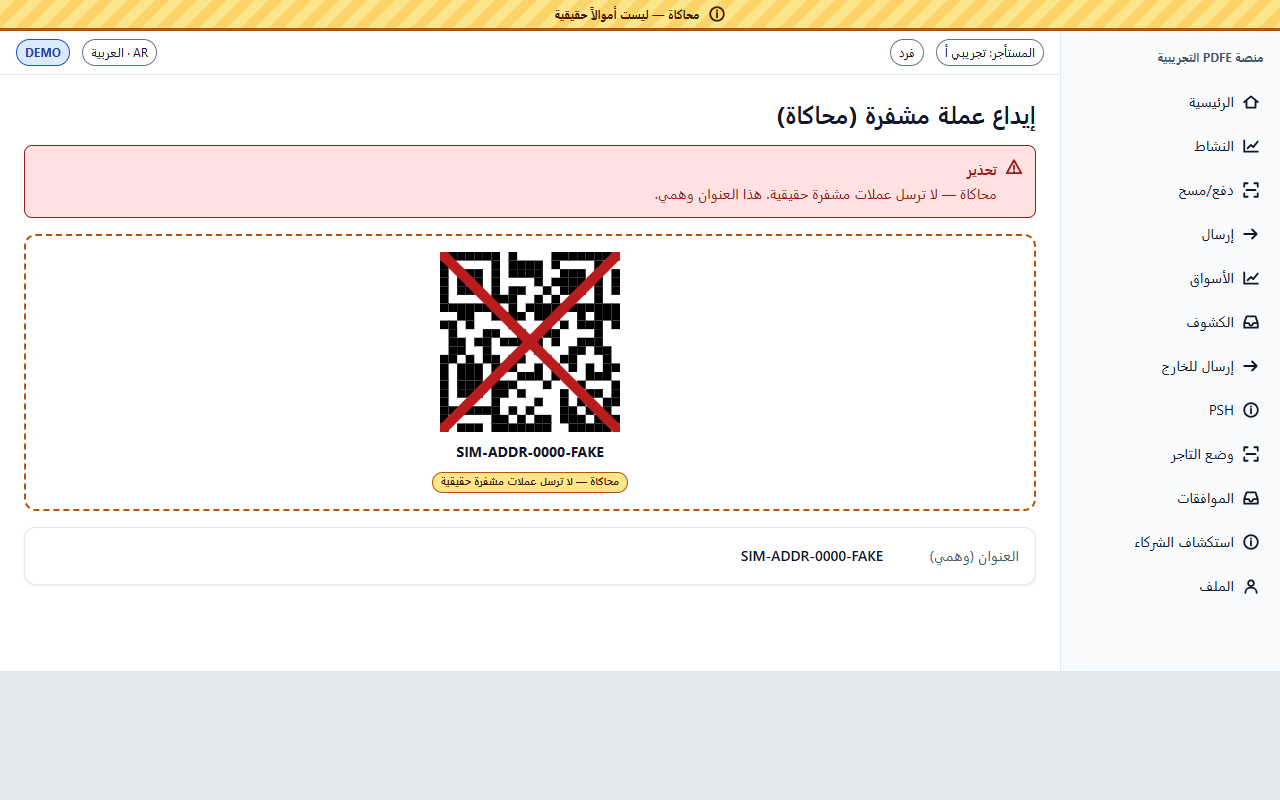 محاكاة — ليست أموالاً حقيقية
منصة PDFE التجريبية
الرئيسية
النشاط
دفع/مسح
إرسال
الأسواق
الكشوف
إرسال للخارج
PSH
وضع التاجر
الموافقات
استكشاف الشركاء
الملف
المستأجر: تجريبي أ
فرد
AR · العربية
DEMO
إيداع عملة مشفرة (محاكاة)
تحذير
محاكاة — لا ترسل عملات مشفرة حقيقية. هذا العنوان وهمي.
SIM-ADDR-0000-FAKE
محاكاة — لا ترسل عملات مشفرة حقيقية
العنوان (وهمي) SIM-ADDR-0000-FAKE